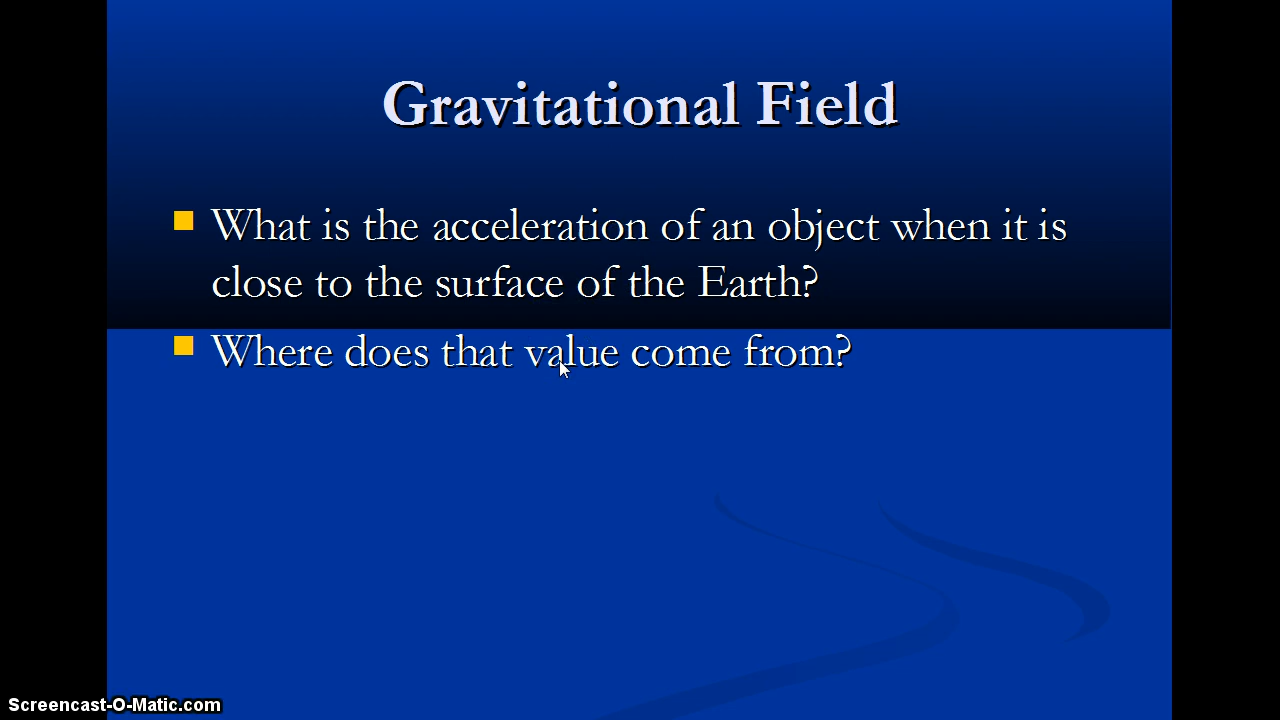 Gravitational Field
What is the acceleration of an object when it is
close to the surface of the Earth?
Where does that value come from?
Screencast-O-Matic.com